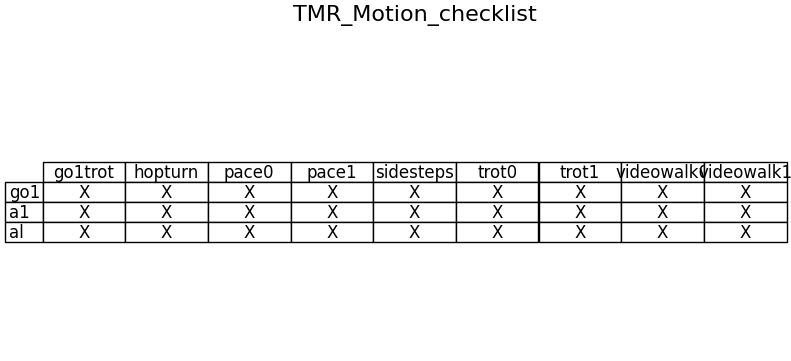 TMR_Motion_checklist
go1trot hopturn pace0 pace1 sidesteps trot0 trot1 videowalk0 videowalk1
go1 X X X X X X X X X
a1 X X X X X X X X X
al X X X X X X X X X